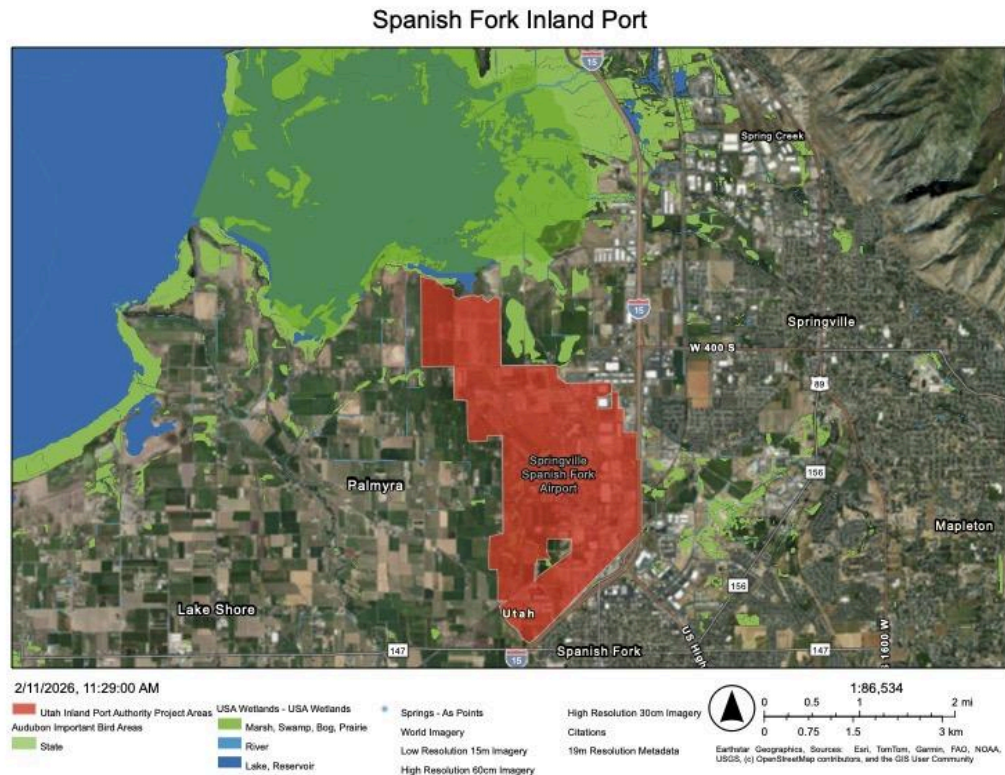 Spanish Fork Inland Port
15
Spring Creek
15
Springville
W 400 S
89
Springville
Spanish Fork
Airport
Palmyra
156
Mapleton
156
Lake Shore
Utah
US High
S 1600 W
147
Spanish Fork
147
15
2/11/2026, 11:29:00 AM
Utah Inland Port Authority Project Areas
Audubon Important Bird Areas
State
USA Wetlands - USA Wetlands
Marsh, Swamp, Bog, Prairie
River
Lake, Reservoir
Springs - As Points
World Imagery
Low Resolution 15m Imagery
High Resolution 60cm Imagery
High Resolution 30cm Imagery
Citations
19m Resolution Metadata
1:86,534
0 0.5 1 2 mi
0 0.75 1.5 3 km
Earthstar Geographics, Sources: Esri, TomTom, Garmin, FAO, NOAA,
USGS, (c) OpenStreetMap contributors, and the GIS User Community